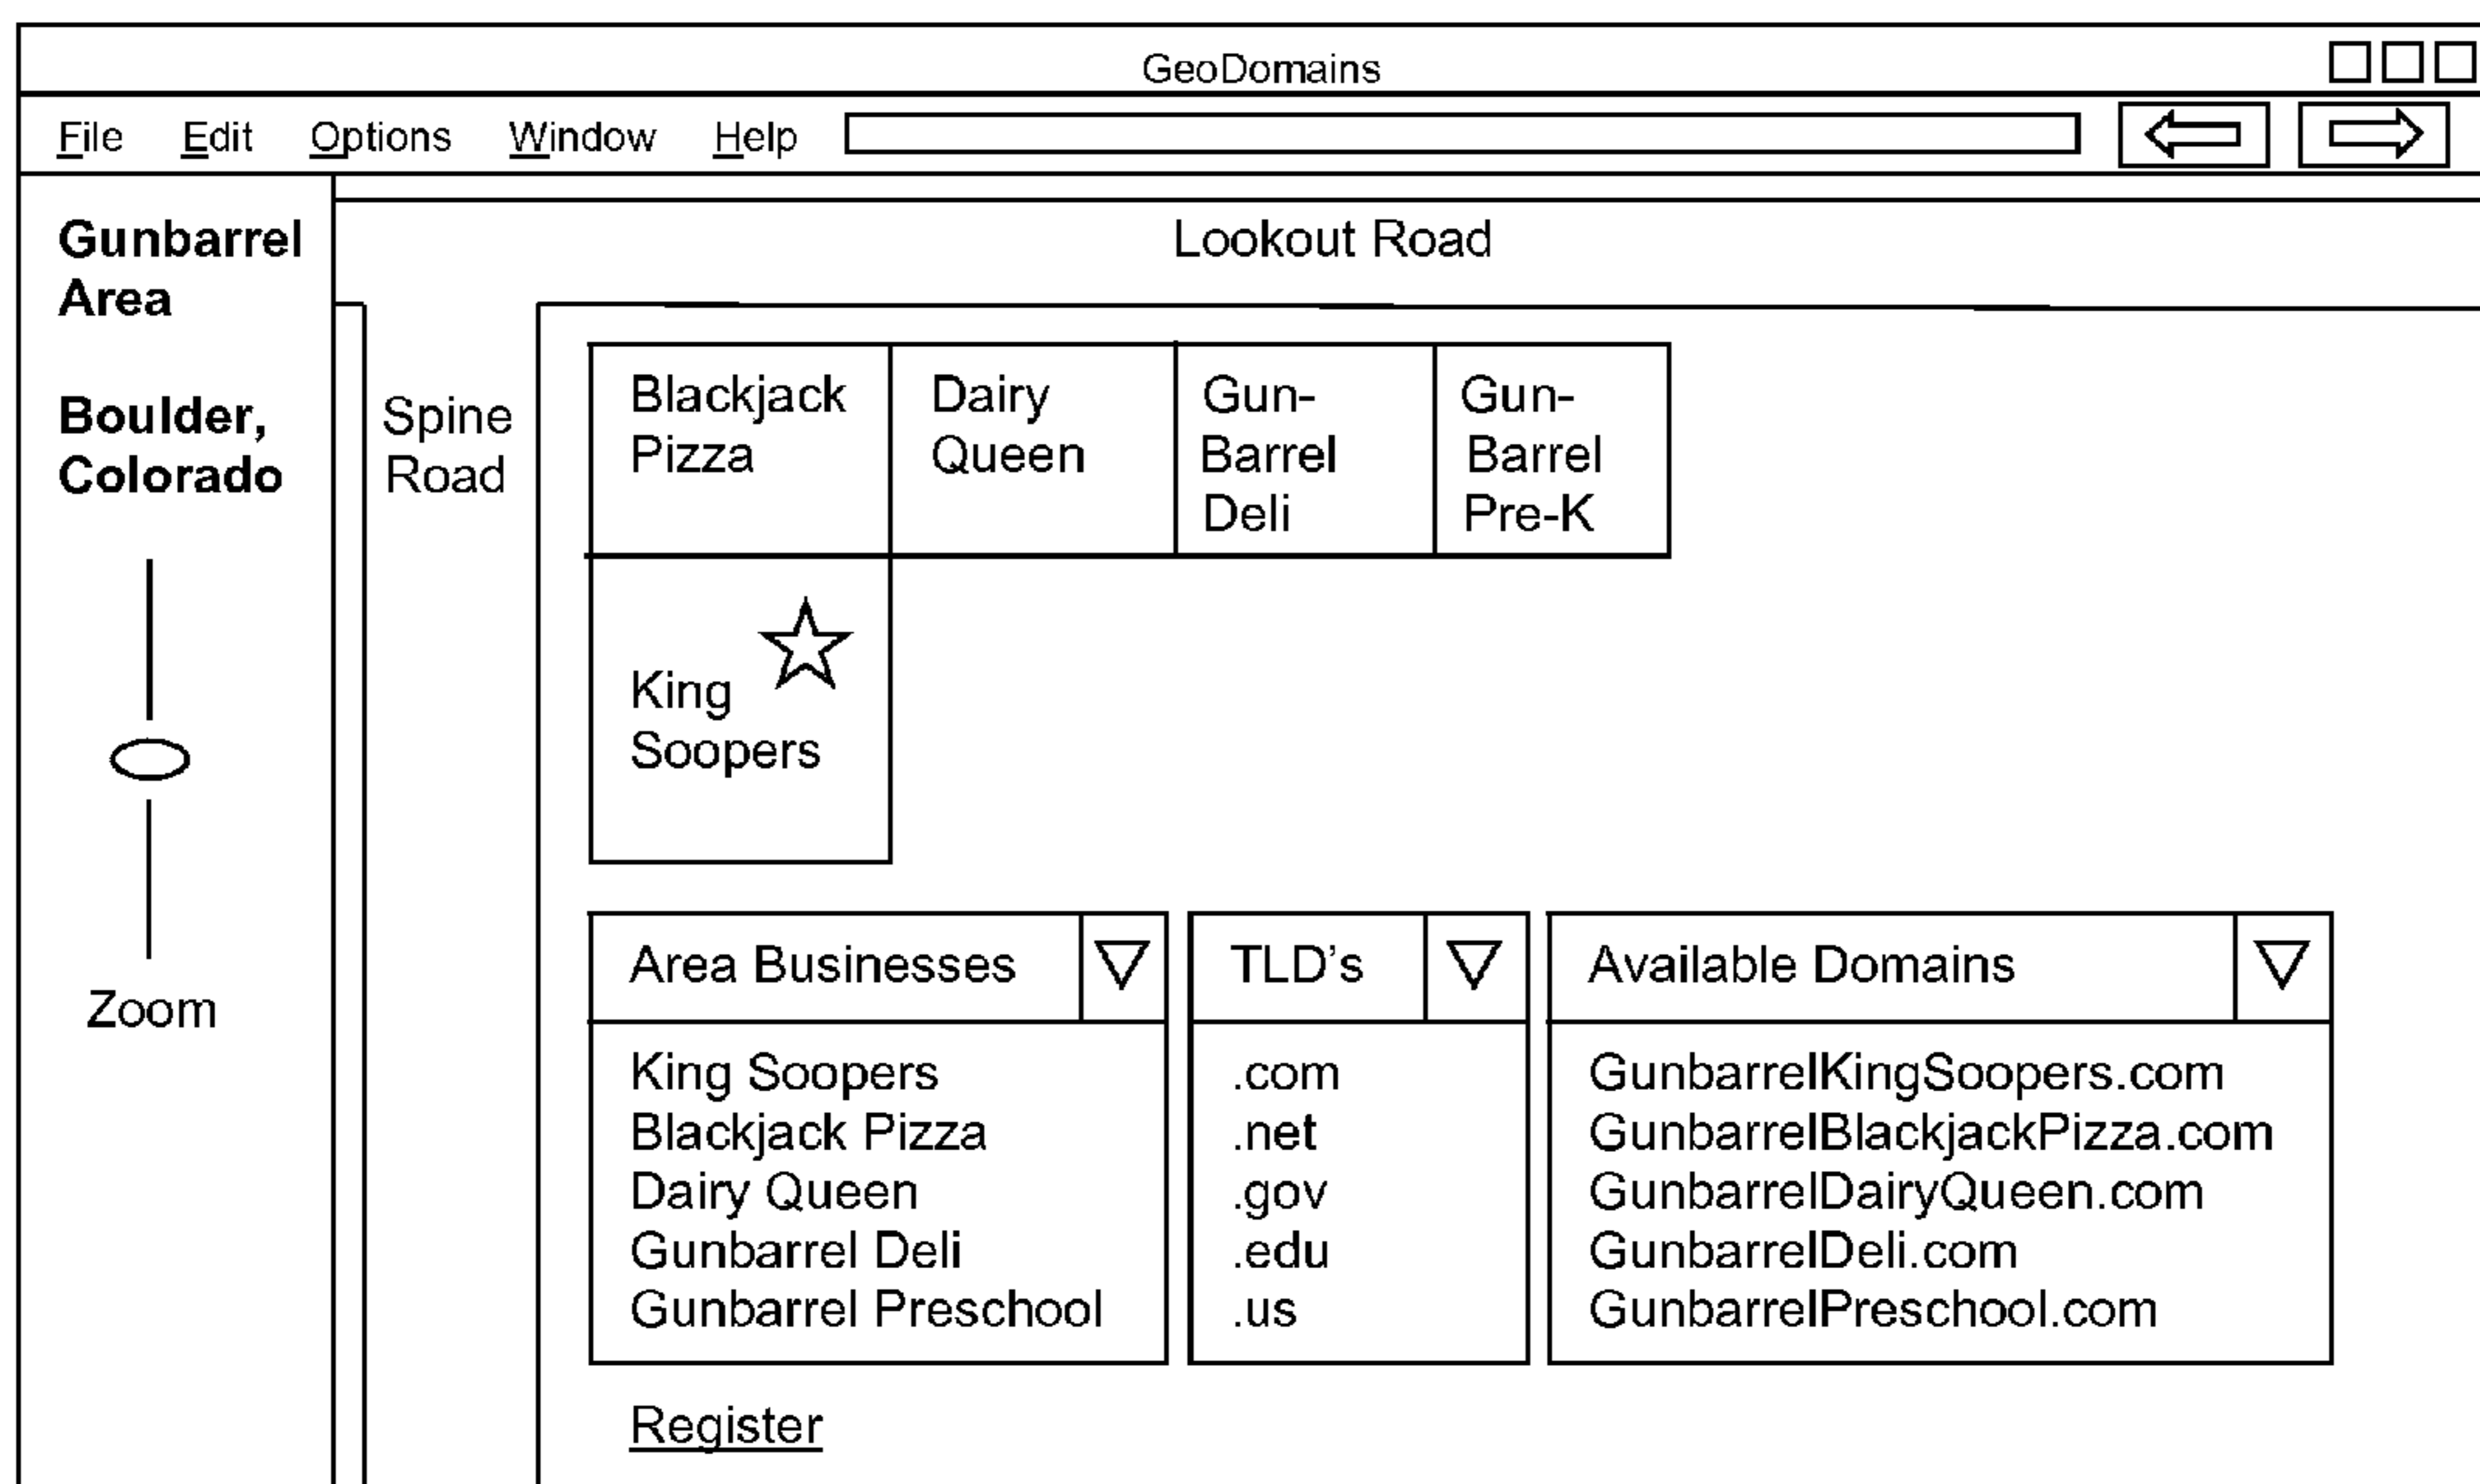 GeoDomains
File Edit Options Window Help
Gunbarrel
Area
Boulder,
Colorado
Zoom
Lookout Road
Spine
Road
Blackjack
Pizza
Dairy
Queen
Gun-
Barrel
Deli
Gun-
Barrel
Pre-K
King
Soopers
Area Businesses
King Soopers
Blackjack Pizza
Dairy Queen
Gunbarrel Deli
Gunbarrel Preschool
TLD’s
.com
.net
.gov
.edu
.us
Available Domains
GunbarrelKingSoopers.com
GunbarrelBlackjackPizza.com
GunbarrelDairyQueen.com
GunbarrelDeli.com
GunbarrelPreschool.com
Register